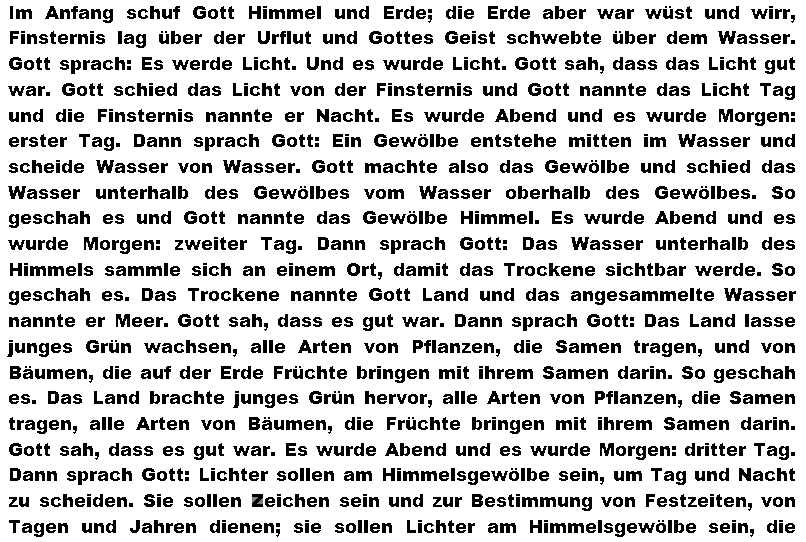 Im Anfang schuf Gott Himmel und Erde; die Erde aber war wüst und wirr,
Finsternis lag über der Urflut und Gottes Geist schwebte über dem Wasser.
Gott sprach: Es werde Licht. Und es wurde Licht. Gott sah, dass das Licht gut
war. Gott schied das Licht von der Finsternis und Gott nannte das Licht Tag
und die Finsternis nannte er Nacht. Es wurde Abend und es wurde Morgen:
erster Tag. Dann sprach Gott: Ein Gewölbe entstehe mitten im Wasser und
scheide Wasser von Wasser. Gott machte also das Gewölbe und schied das
Wasser unterhalb des Gewölbes vom Wasser oberhalb des Gewölbes. So
geschah es und Gott nannte das Gewölbe Himmel. Es wurde Abend und es
wurde Morgen: zweiter Tag. Dann sprach Gott: Das Wasser unterhalb des
Himmels sammle sich an einem Ort, damit das Trockene sichtbar werde. So
geschah es. Das Trockene nannte Gott Land und das angesammelte Wasser
nannte er Meer. Gott sah, dass es gut war. Dann sprach Gott: Das Land lasse
junges Grün wachsen, alle Arten von Pflanzen, die Samen tragen, und von
Bäumen, die auf der Erde Früchte bringen mit ihrem Samen darin. So geschah
es. Das Land brachte junges Grün hervor, alle Arten von Pflanzen, die Samen
tragen, alle Arten von Bäumen, die Früchte bringen mit ihrem Samen darin.
Gott sah, dass es gut war. Es wurde Abend und es wurde Morgen: dritter Tag.
Dann sprach Gott: Lichter sollen am Himmelsgewölbe sein, um Tag und Nacht
zu scheiden. Sie sollen Zeichen sein und zur Bestimmung von Festzeiten, von
Tagen und Jahren dienen; sie sollen Lichter am Himmelsgewölbe sein, die